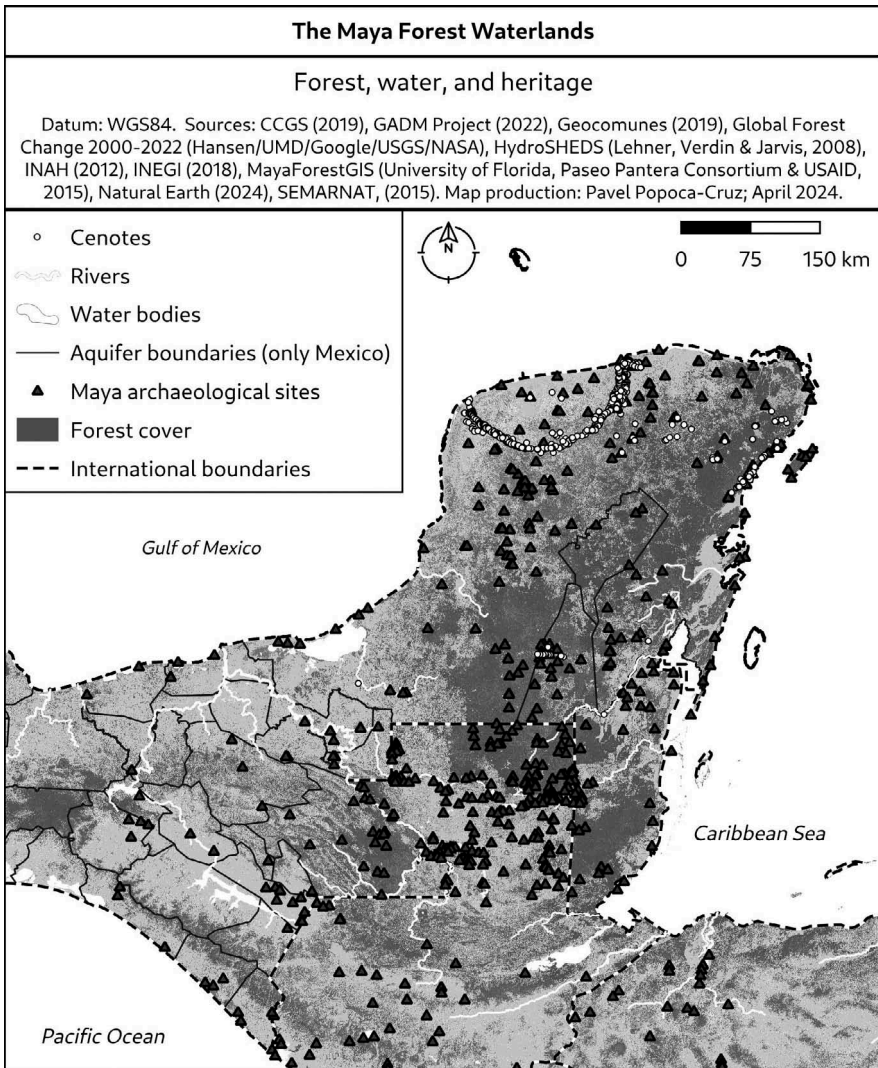 The Maya Forest Waterlands
Forest, water, and heritage
Datum: WGS84. Sources: CCGS (2019), GADM Project (2022), Geocomunes (2019), Global Forest
Change 2000-2022 (Hansen/UMD/Google/USGS/NASA), HydroSHEDS (Lehner, Verdin & Jarvis, 2008),
INAH (2012), INEGI (2018), MayaForestGIS (University of Florida, Paseo Pantera Consortium & USAID,
2015), Natural Earth (2024), SEMARNAT, (2015). Map production: Pavel Popoca-Cruz; April 2024.
Cenotes
Rivers
Water bodies
Aquifer boundaries (only Mexico)
Maya archaeological sites
Forest cover
International boundaries
N
0 75 150 km
Gulf of Mexico
Caribbean Sea
Pacific Ocean